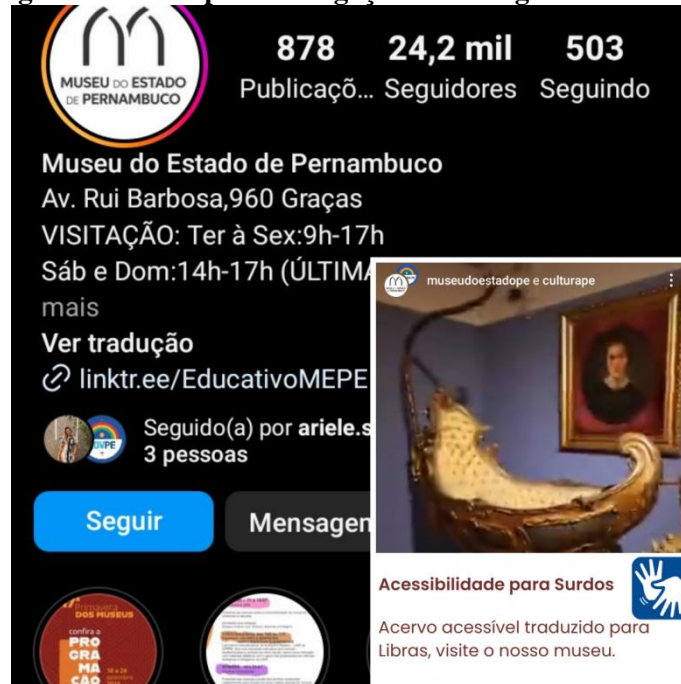 MUSEU DO ESTADO
DE PERNAMBUCO
878 24,2 mil 503
Publicaçõ... Seguidores Seguindo
Museu do Estado de Pernambuco
Av. Rui Barbosa,960 Graças
VISITAÇÃO: Ter à Sex:9h-17h
Sáb e Dom:14h-17h (ÚLTIMA
mais
Ver tradução
linktr.ee/EducativoMEPE
Seguido(a) por ariele.s
3 pessoas
Seguir Mensagen
Primavera
DOS MUSEUS
confira a
PRO
GRA
MA
ÇÃO
museudoestadope e culturape
Acessibilidade para Surdos
Acervo acessível traduzido para
Libras, visite o nosso museu.